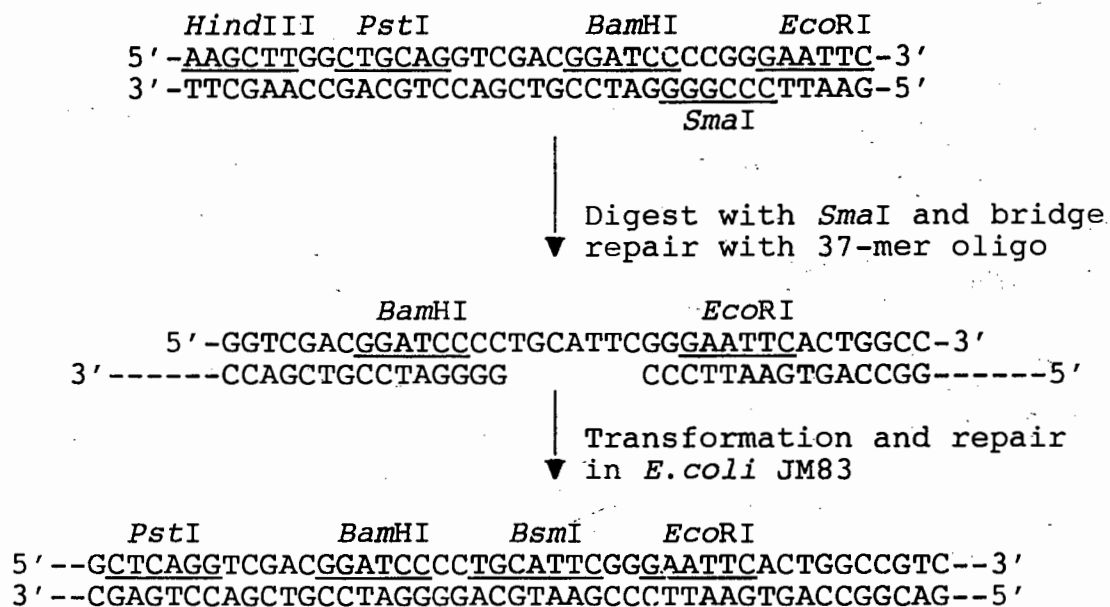 HindIII PstI BamHI EcoRI
5'-AAGCTTGGCTGCAGGTCGACGGATCCCCGGGAATTC-3'
3'-TTCGAACCGACGTCCAGCTGCCTAGGGGCCCTTAAG-5'
SmaI
Digest with SmaI and bridge
repair with 37-mer oligo
BamHI EcoRI
5'-GGTCGACGGATCCCCTGCATTCGGGAATTCACTGGCC-3'
3'------CCAGCTGCCTAGGGG CCCTTAAGTGACCGG------5'
Transformation and repair
in E.coli JM83
PstI BamHI BsmI EcoRI
5'--GCTCAGGTCGACGGATCCCCTGCATTCGGGAATTCACTGGCCGTC--3'
3'--CGAGTCCAGCTGCCTAGGGGACGTAAGCCCTTAAGTGACCGGCAG--5'